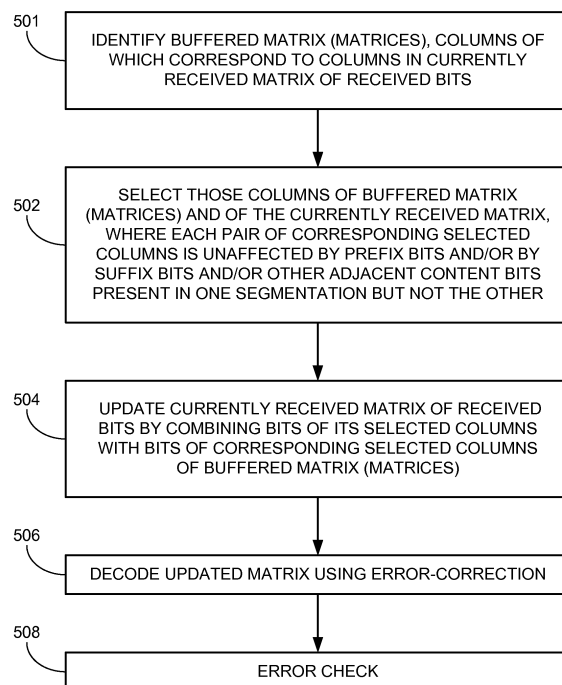 501
IDENTIFY BUFFERED MATRIX (MATRICES), COLUMNS OF
WHICH CORRESPOND TO COLUMNS IN CURRENTLY
RECEIVED MATRIX OF RECEIVED BITS
502
SELECT THOSE COLUMNS OF BUFFERED MATRIX
(MATRICES) AND OF THE CURRENTLY RECEIVED MATRIX,
WHERE EACH PAIR OF CORRESPONDING SELECTED
COLUMNS IS UNAFFECTED BY PREFIX BITS AND/OR BY
SUFFIX BITS AND/OR OTHER ADJACENT CONTENT BITS
PRESENT IN ONE SEGMENTATION BUT NOT THE OTHER
504
UPDATE CURRENTLY RECEIVED MATRIX OF RECEIVED
BITS BY COMBINING BITS OF ITS SELECTED COLUMNS
WITH BITS OF CORRESPONDING SELECTED COLUMNS
OF BUFFERED MATRIX (MATRICES)
506
DECODE UPDATED MATRIX USING ERROR-CORRECTION
508
ERROR CHECK